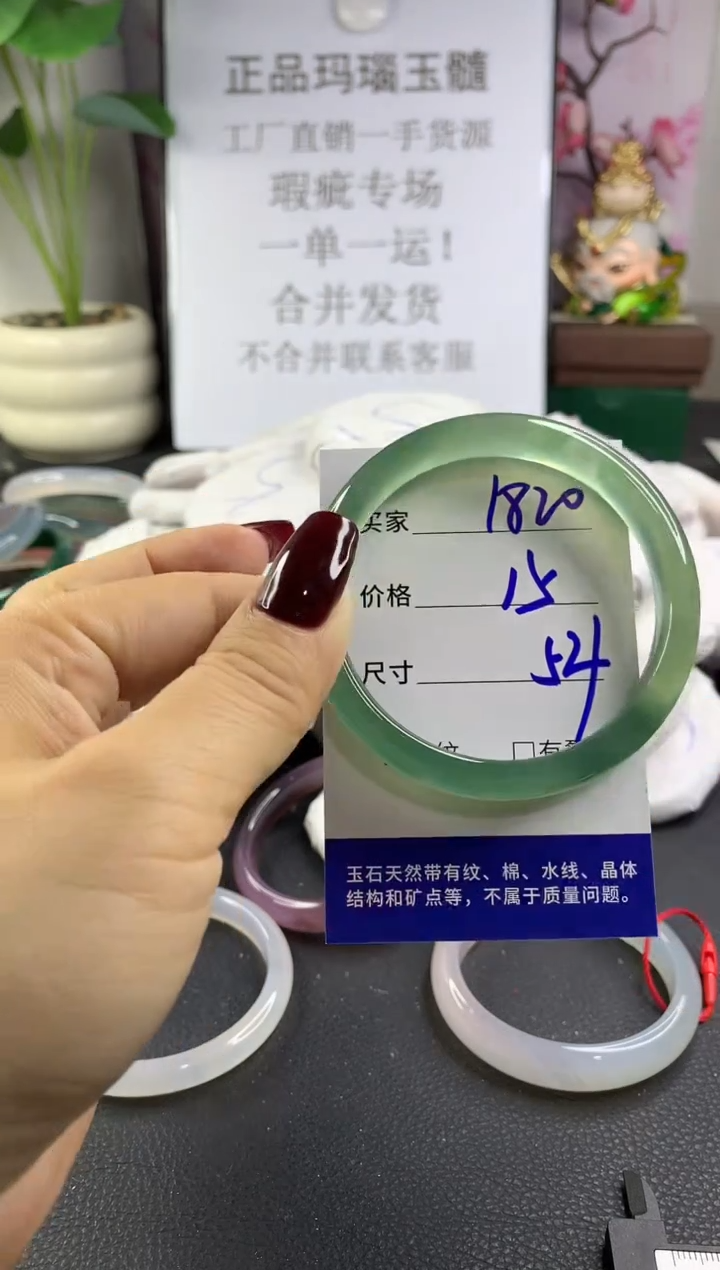 正品玛瑙玉髓
工厂直销一手货源
瑕疵专场
一单一运！
合并发货
不合并联系客服
买家 1820
价格 15
尺寸 54
纹 □有
玉石天然带有纹、棉、水线、晶体
结构和矿点等，不属于质量问题。